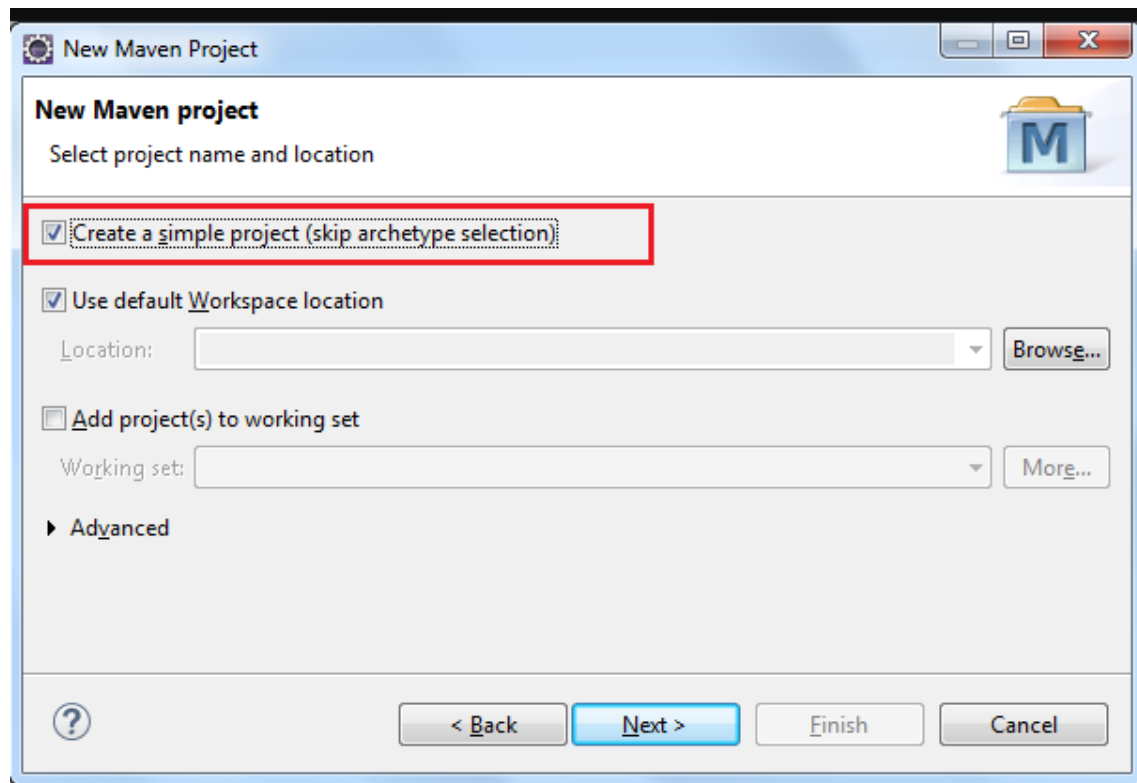 New Maven Project
New Maven project
Select project name and location
M
Create a simple project (skip archetype selection)
Use default Workspace location
Location:
Browse...
Add project(s) to working set
Working set:
More...
Advanced
?
< Back
Next >
Finish
Cancel